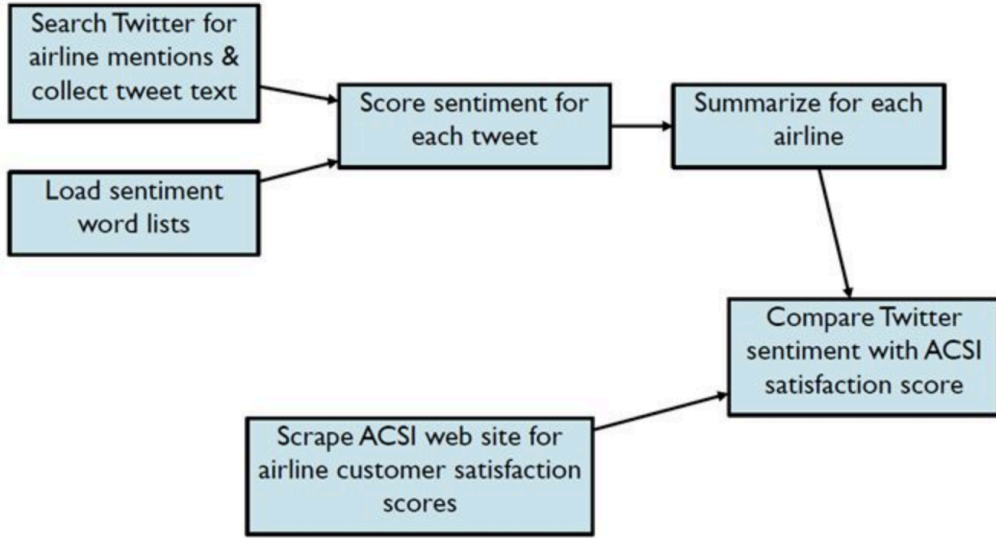 Search Twitter for
airline mentions &
collect tweet text
Load sentiment
word lists
Score sentiment for
each tweet
Summarize for each
airline
Compare Twitter
sentiment with ACSI
satisfaction score
Scrape ACSI web site for
airline customer satisfaction
scores